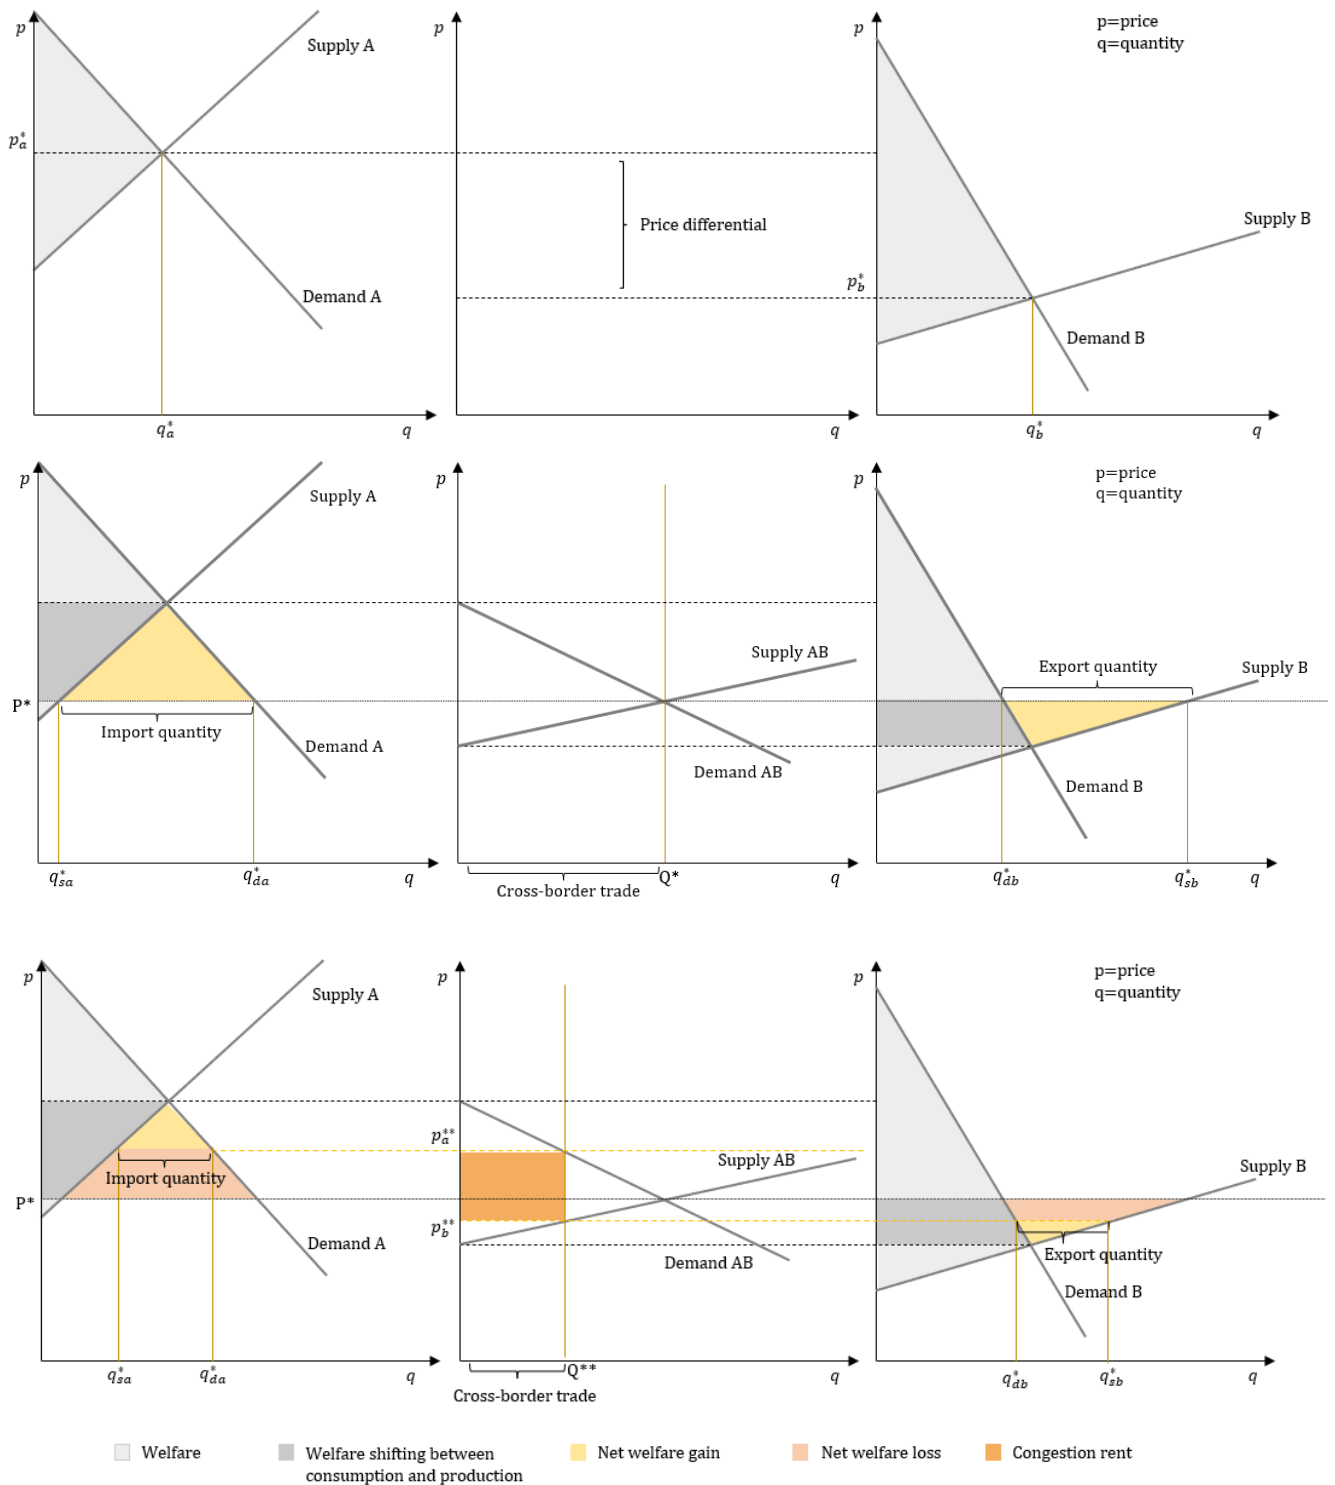 p
Supply A
p
p
p=price
q=quantity
p*a
Price differential
Supply B
p*b
Demand A
Demand B
q*a
q
q
q*b
q
p
Supply A
p
p
p=price
q=quantity
Supply AB
Export quantity
Supply B
P*
Import quantity
Demand A
Demand AB
Demand B
q*sa
q*da
q
Cross-border trade
Q*
q
q*db
q*sb
q
p
Supply A
p
p
p=price
q=quantity
p**a
Supply AB
Supply B
Import quantity
P*
p**b
Demand A
Demand AB
Export quantity
Demand B
q*sa
q*da
q
Q**
q
q*db
q*sb
q
Cross-border trade
Welfare
Welfare shifting between
consumption and production
Net welfare gain
Net welfare loss
Congestion rent